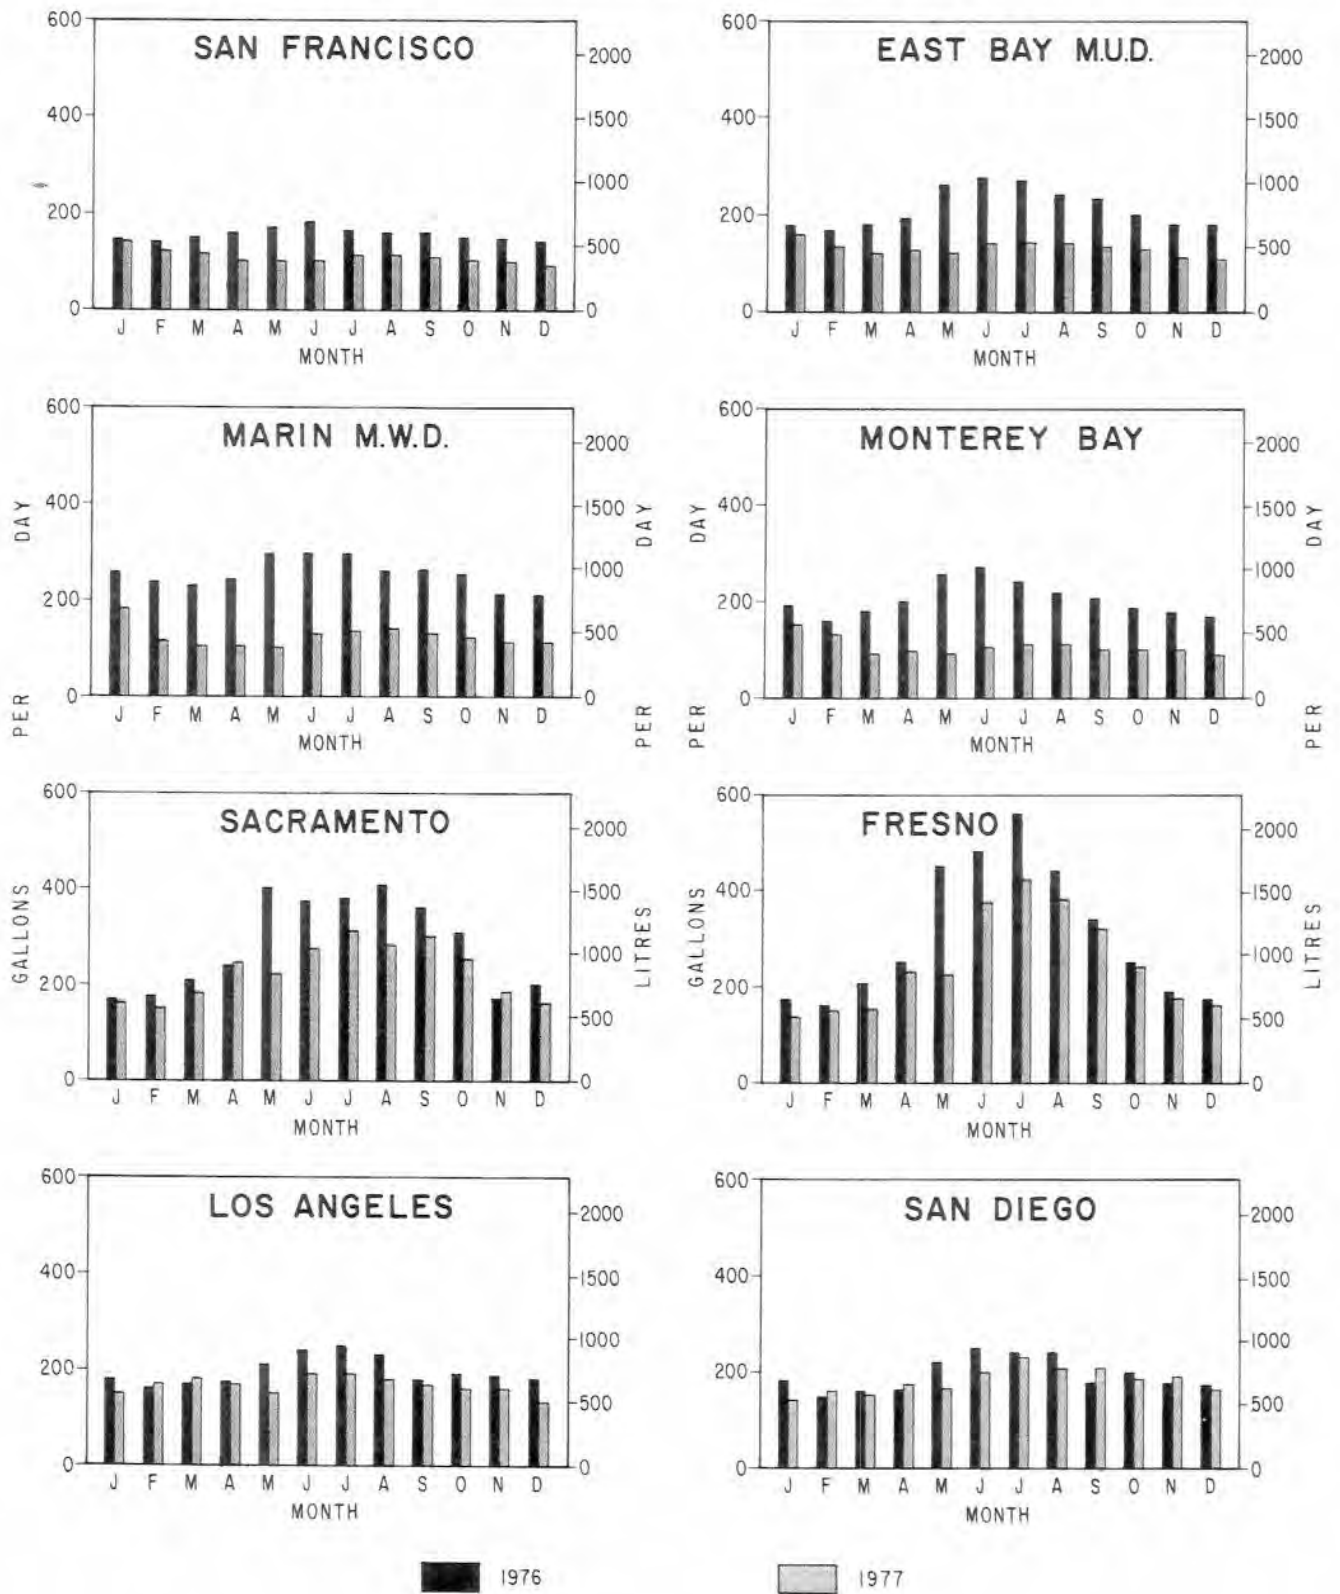 SAN FRANCISCO
600
400
200
0
2000
1500
1000
500
0
J F M A M J J A S O N D
MONTH
EAST BAY M.U.D.
600
400
200
0
2000
1500
1000
500
0
J F M A M J J A S O N D
MONTH
MARIN M.W.D.
600
400
200
0
2000
1500
1000
500
0
J F M A M J J A S O N D
MONTH
MONTEREY BAY
600
400
200
0
2000
1500
1000
500
0
J F M A M J J A S O N D
MONTH
GALLONS PER DAY
LITRES PER DAY
GALLONS PER DAY
LITRES PER DAY
SACRAMENTO
600
400
200
0
2000
1500
1000
500
0
J F M A M J J A S O N D
MONTH
FRESNO
600
400
200
0
2000
1500
1000
500
0
J F M A M J J A S O N D
MONTH
LOS ANGELES
600
400
200
0
2000
1500
1000
500
0
J F M A M J J A S O N D
MONTH
SAN DIEGO
600
400
200
0
2000
1500
1000
500
0
J F M A M J J A S O N D
MONTH
1976
1977